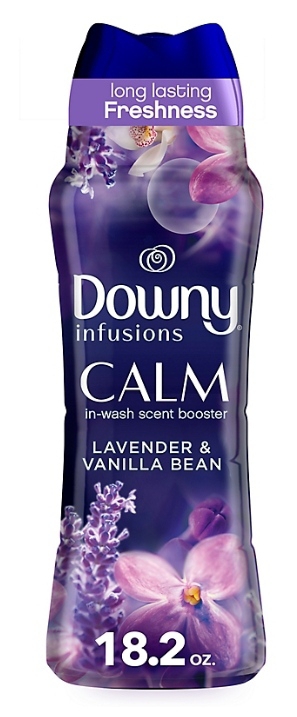 long lasting
Freshness
Downy®
infusions
CALM
in-wash scent booster
LAVENDER &
VANILLA BEAN
18.2 oz.